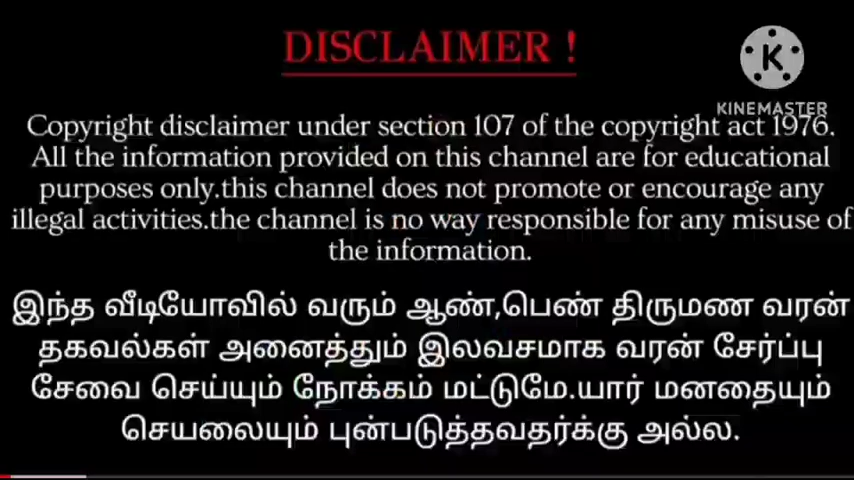 DISCLAIMER !
KINEMASTER
Copyright disclaimer under section 107 of the copyright act 1976.
All the information provided on this channel are for educational
purposes only.this channel does not promote or encourage any
illegal activities.the channel is no way responsible for any misuse of
the information.
இந்த வீடியோவில் வரும் ஆண்,பெண் திருமண வரன்
தகவல்கள் அனைத்தும் இலவசமாக வரன் சேர்ப்பு
சேவை செய்யும் நோக்கம் மட்டுமே.யார் மனதையும்
செயலையும் புன்படுத்தவதர்க்கு அல்ல.